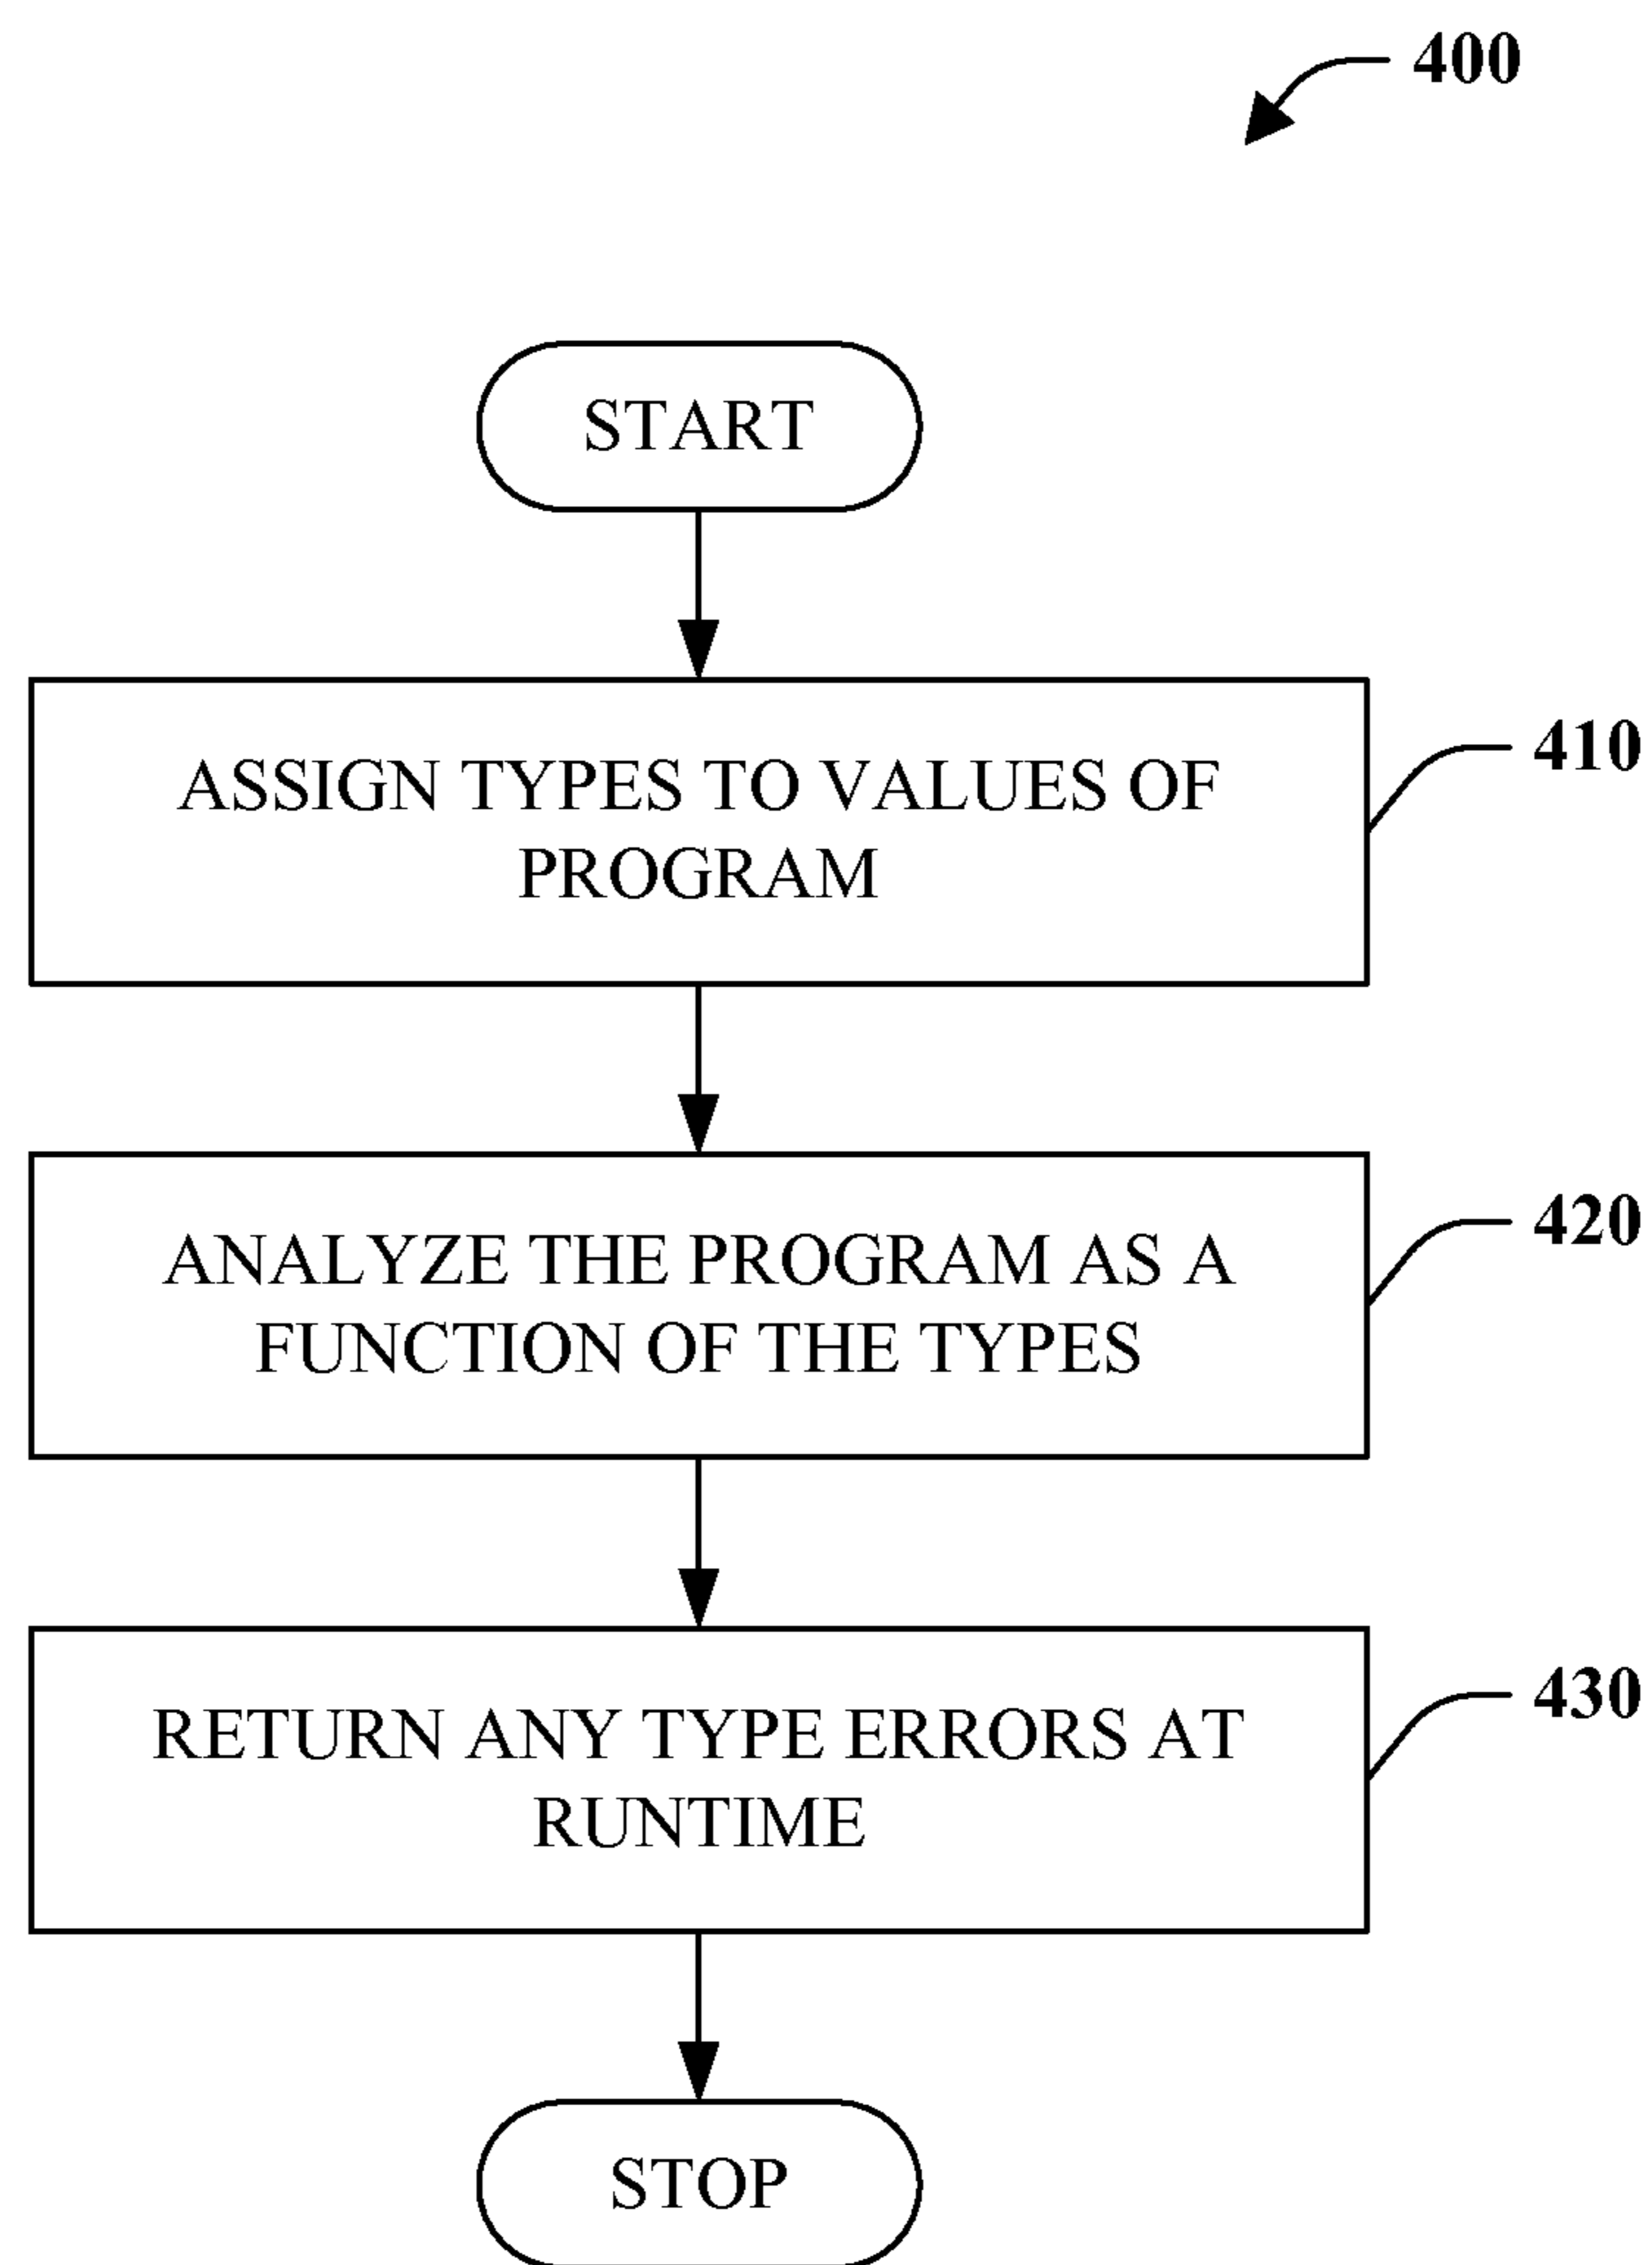 400
START
ASSIGN TYPES TO VALUES OF
PROGRAM
410
ANALYZE THE PROGRAM AS A
FUNCTION OF THE TYPES
420
RETURN ANY TYPE ERRORS AT
RUNTIME
430
STOP